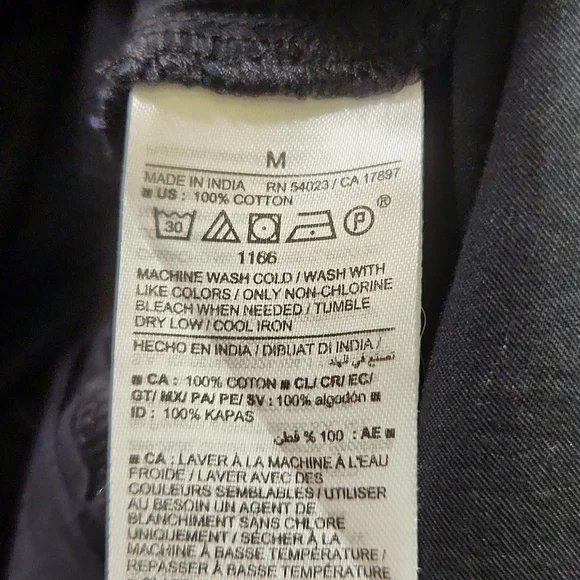 M
MADE IN INDIA RN 54023 / CA 17897
■ US : 100% COTTON
30 P ®
1166
MACHINE WASH COLD / WASH WITH
LIKE COLORS / ONLY NON-CHLORINE
BLEACH WHEN NEEDED / TUMBLE
DRY LOW / COOL IRON
HECHO EN INDIA / DIBUAT DI INDIA /
تصنيع في الهند
■ CA : 100% COTON ■ CL/ CR/ EC/
GT/ MX/ PA/ PE/ SV : 100% algodón ■
ID : 100% KAPAS
■ AE : 100 % قطن
■ CA : LAVER À LA MACHINE À L'EAU
FROIDE / LAVER AVEC DES
COULEURS SEMBLABLES / UTILISER
AU BESOIN UN AGENT DE
BLANCHIMENT SANS CHLORE
UNIQUEMENT / SÉCHER À LA
MACHINE À BASSE TEMPÉRATURE /
REPASSER À BASSE TEMPÉRATURE